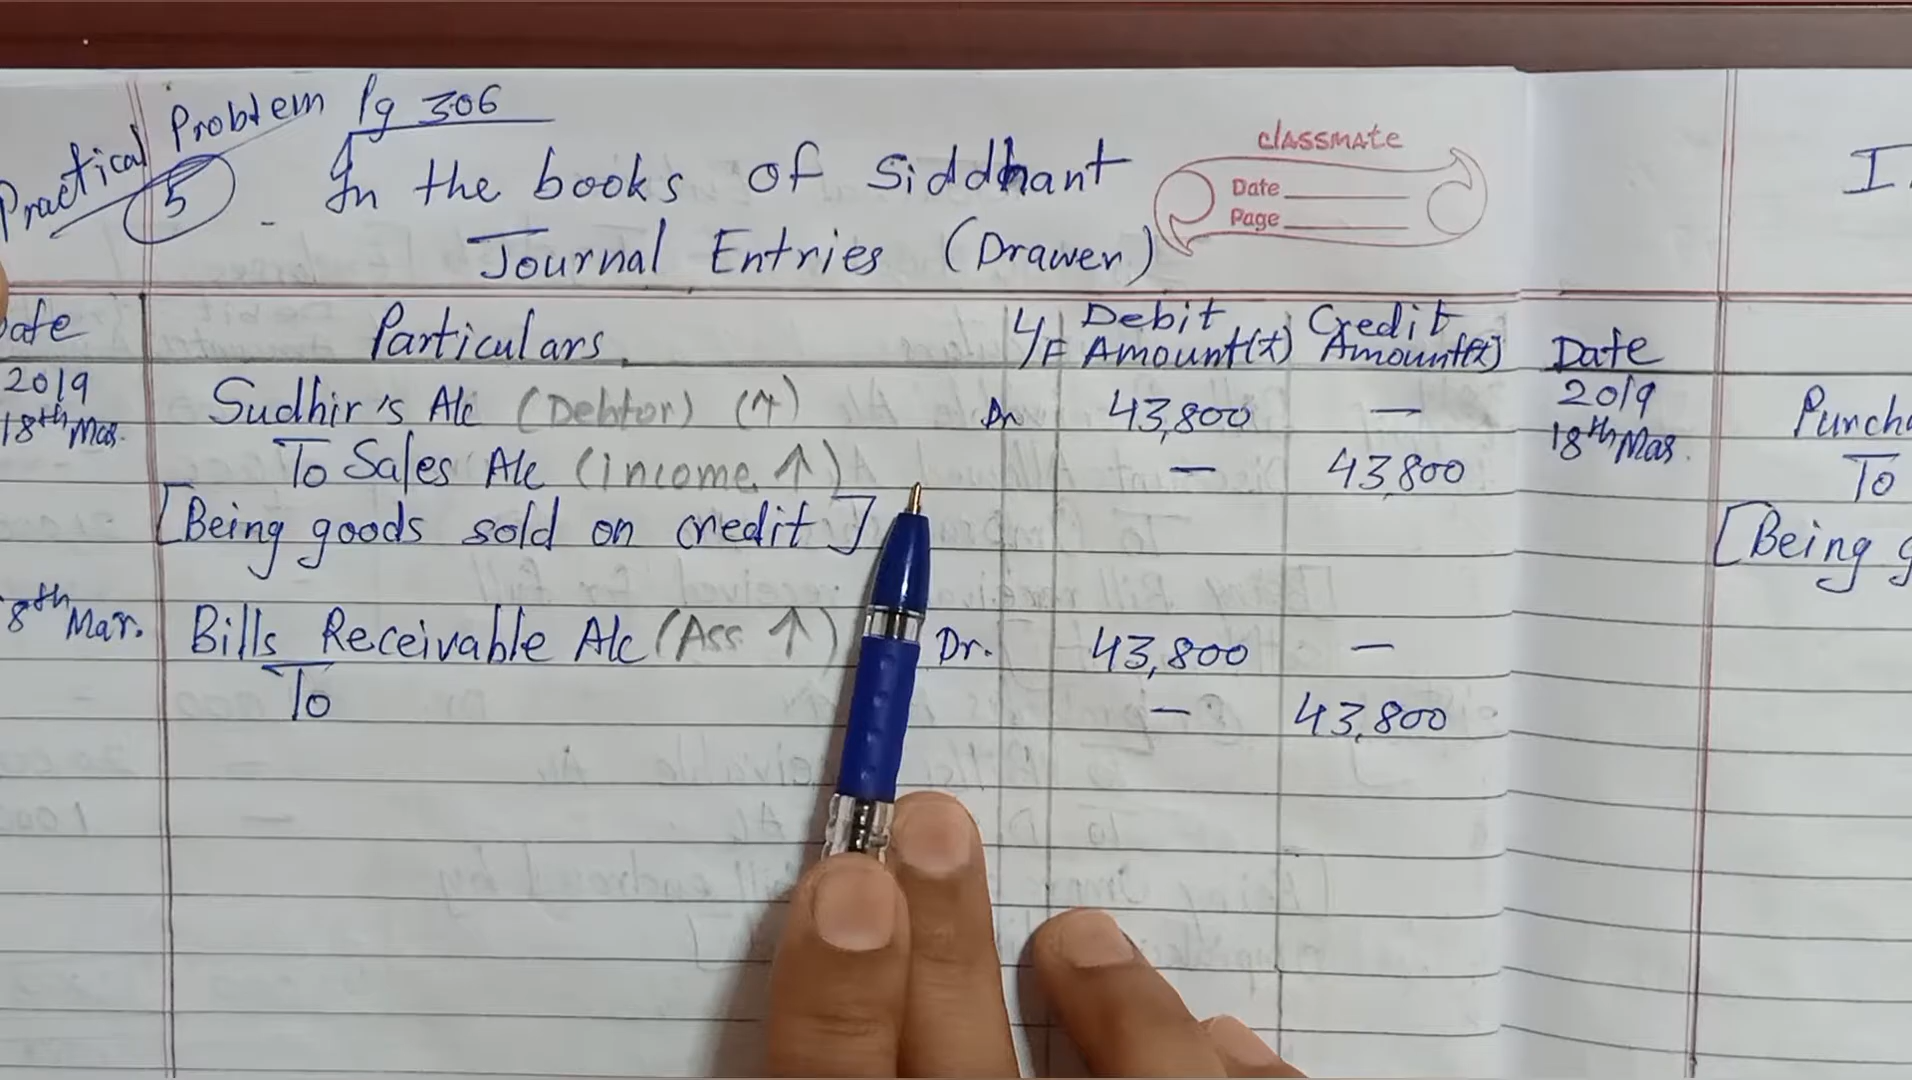 Practical Problem Pg 306
5
In the books of Siddhant
Journal Entries (Drawer)
classmate
Date
Page
Particulars L/F Debit Amount(₹) Credit Amount(₹)
2019
18th Mar. Sudhir's A/c (Debtor) (↑) Dr 43,800 —
To Sales A/c (income ↑) — 43,800
[Being goods sold on credit]
8th Mar. Bills Receivable A/c (Ass ↑) Dr. 43,800 —
To — 43,800
Date
2019
18th Mar.
To
[Being